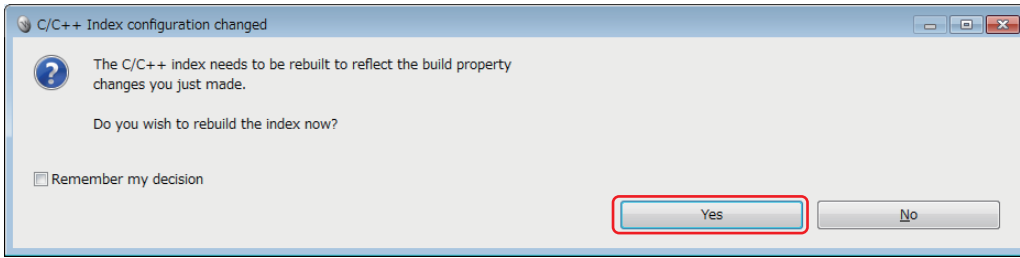 C/C++ Index configuration changed
The C/C++ index needs to be rebuilt to reflect the build property
changes you just made.
Do you wish to rebuild the index now?
Remember my decision
Yes
No